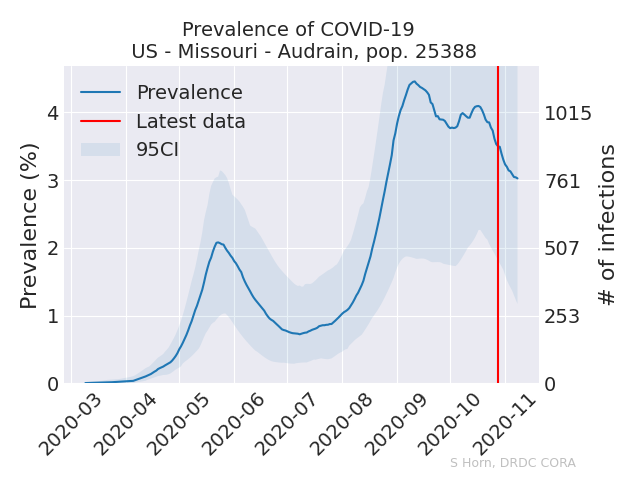 Prevalence of COVID-19
US - Missouri - Audrain, pop. 25388
Prevalence
Latest data
95CI
Prevalence (%)
4
3
2
1
0
1015
761
507
253
0
# of infections
2020-03
2020-04
2020-05
2020-06
2020-07
2020-08
2020-09
2020-10
2020-11
S Horn, DRDC CORA